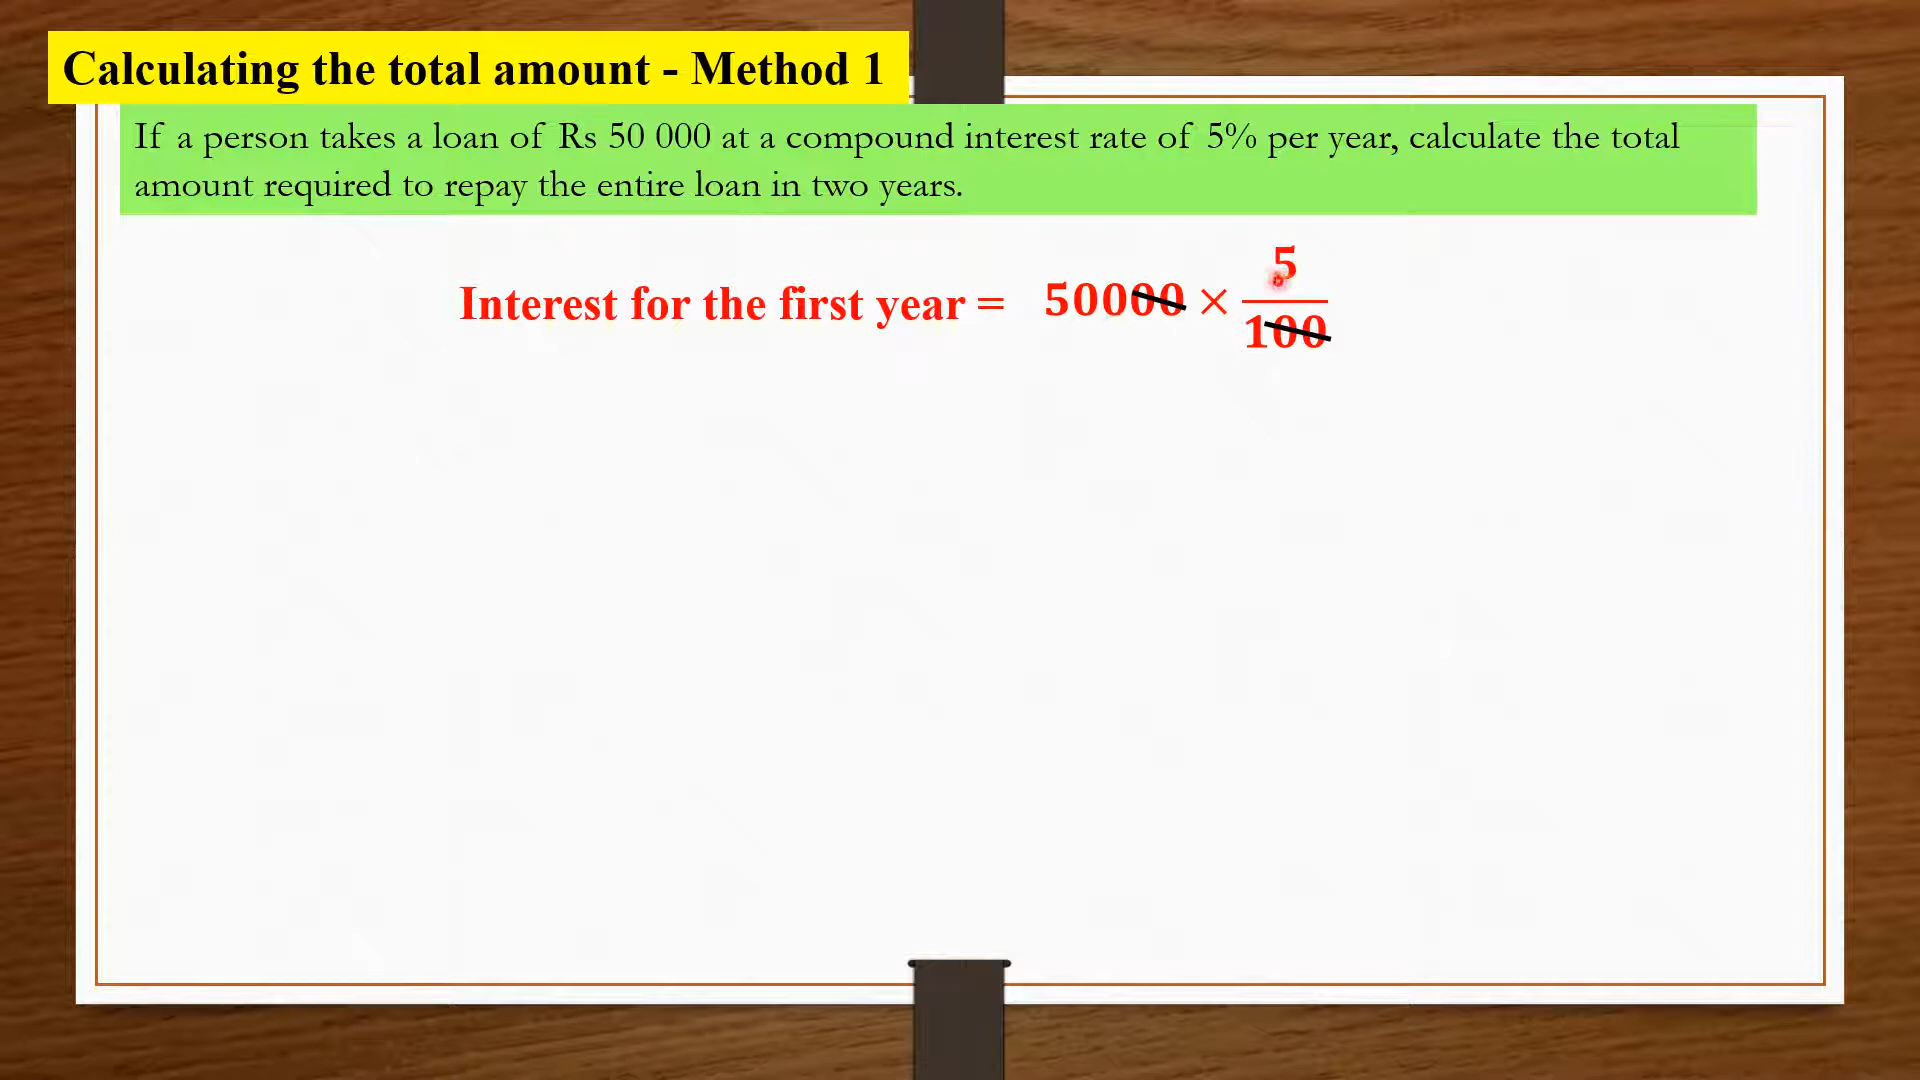 Calculating the total amount - Method 1
If a person takes a loan of Rs 50 000 at a compound interest rate of 5% per year, calculate the total
amount required to repay the entire loan in two years.
Interest for the first year = 50000 × 5/100